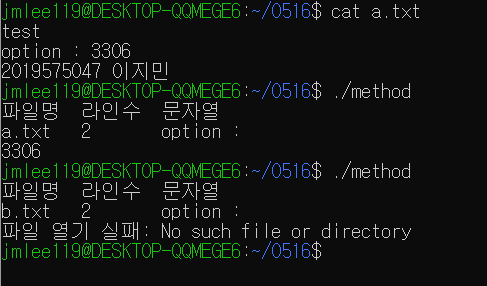 jmlee119@DESKTOP-QQMEGE6:~/0516$ cat a.txt
test
option : 3306
2019575047 이지민
jmlee119@DESKTOP-QQMEGE6:~/0516$ ./method
파일명 라인수 문자열
a.txt 2 option :
3306
jmlee119@DESKTOP-QQMEGE6:~/0516$ ./method
파일명 라인수 문자열
b.txt 2 option :
파일 열기 실패: No such file or directory
jmlee119@DESKTOP-QQMEGE6:~/0516$